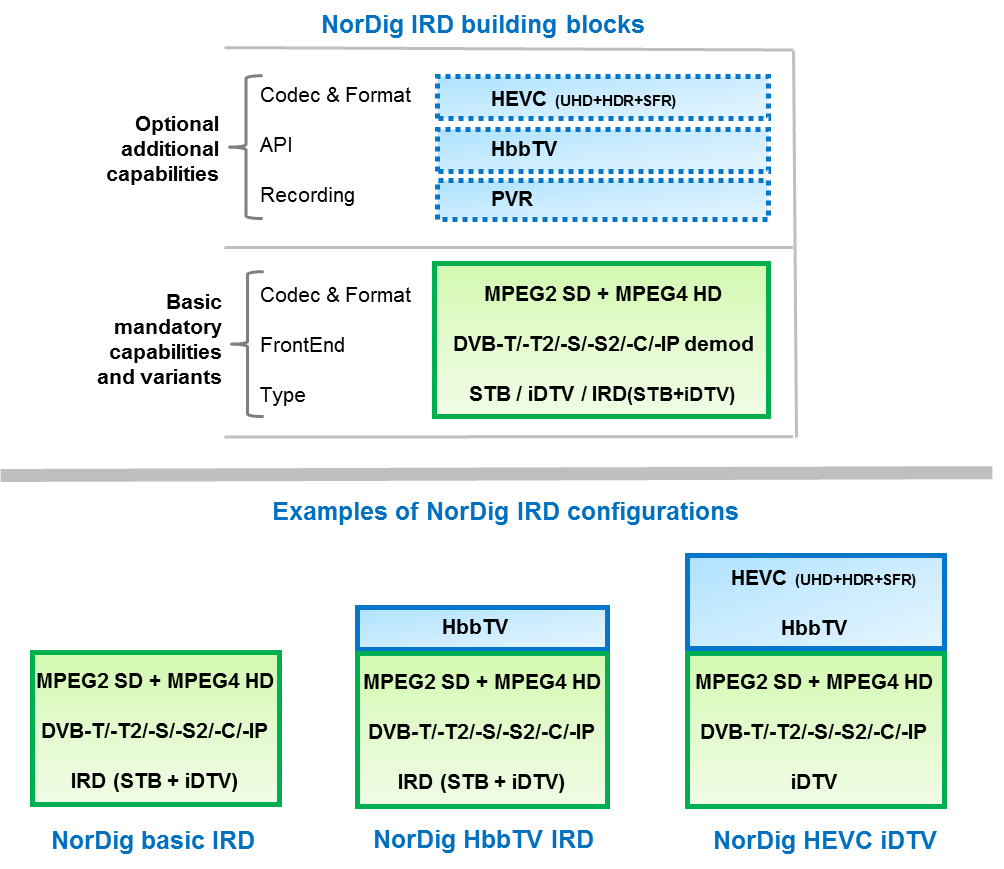 NorDig IRD building blocks
Optional
additional
capabilities
Codec & Format
HEVC (UHD+HDR+SFR)
API
HbbTV
Recording
PVR
Basic
mandatory
capabilities
and variants
Codec & Format
MPEG2 SD + MPEG4 HD
FrontEnd
DVB-T/-T2/-S/-S2/-C/-IP demod
Type
STB / iDTV / IRD(STB+iDTV)
Examples of NorDig IRD configurations
MPEG2 SD + MPEG4 HD
DVB-T/-T2/-S/-S2/-C/-IP
IRD (STB + iDTV)
NorDig basic IRD
HbbTV
MPEG2 SD + MPEG4 HD
DVB-T/-T2/-S/-S2/-C/-IP
IRD (STB + iDTV)
NorDig HbbTV IRD
HEVC (UHD+HDR+SFR)
HbbTV
MPEG2 SD + MPEG4 HD
DVB-T/-T2/-S/-S2/-C/-IP
iDTV
NorDig HEVC iDTV